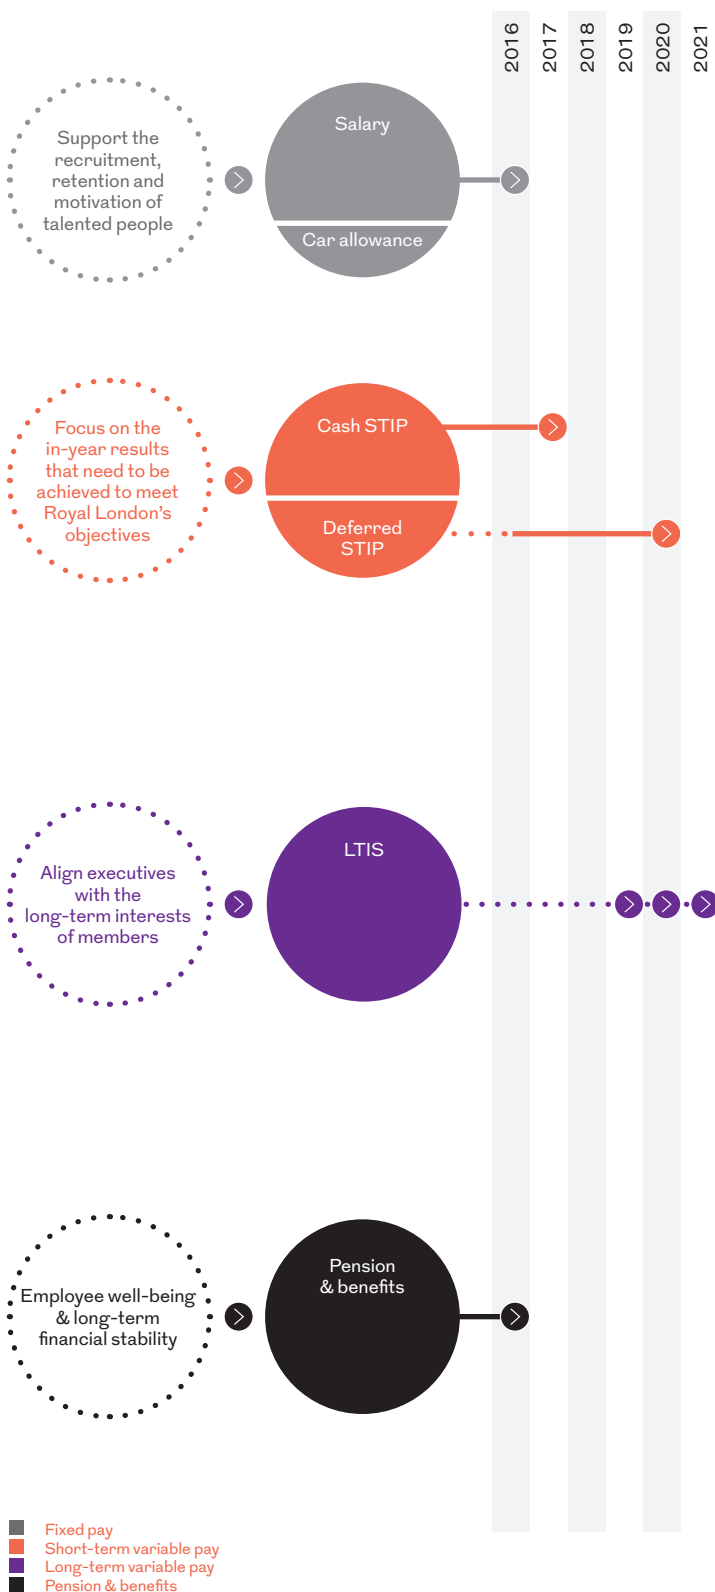 2016
2017
2018
2019
2020
2021
Support the
recruitment,
retention and
motivation of
talented people
Salary
Car allowance
Focus on the
in-year results
that need to be
achieved to meet
Royal London’s
objectives
Cash STIP
Deferred
STIP
Align executives
with the
long-term interests
of members
LTIS
Employee well-being
& long-term
financial stability
Pension
& benefits
Fixed pay
Short-term variable pay
Long-term variable pay
Pension & benefits